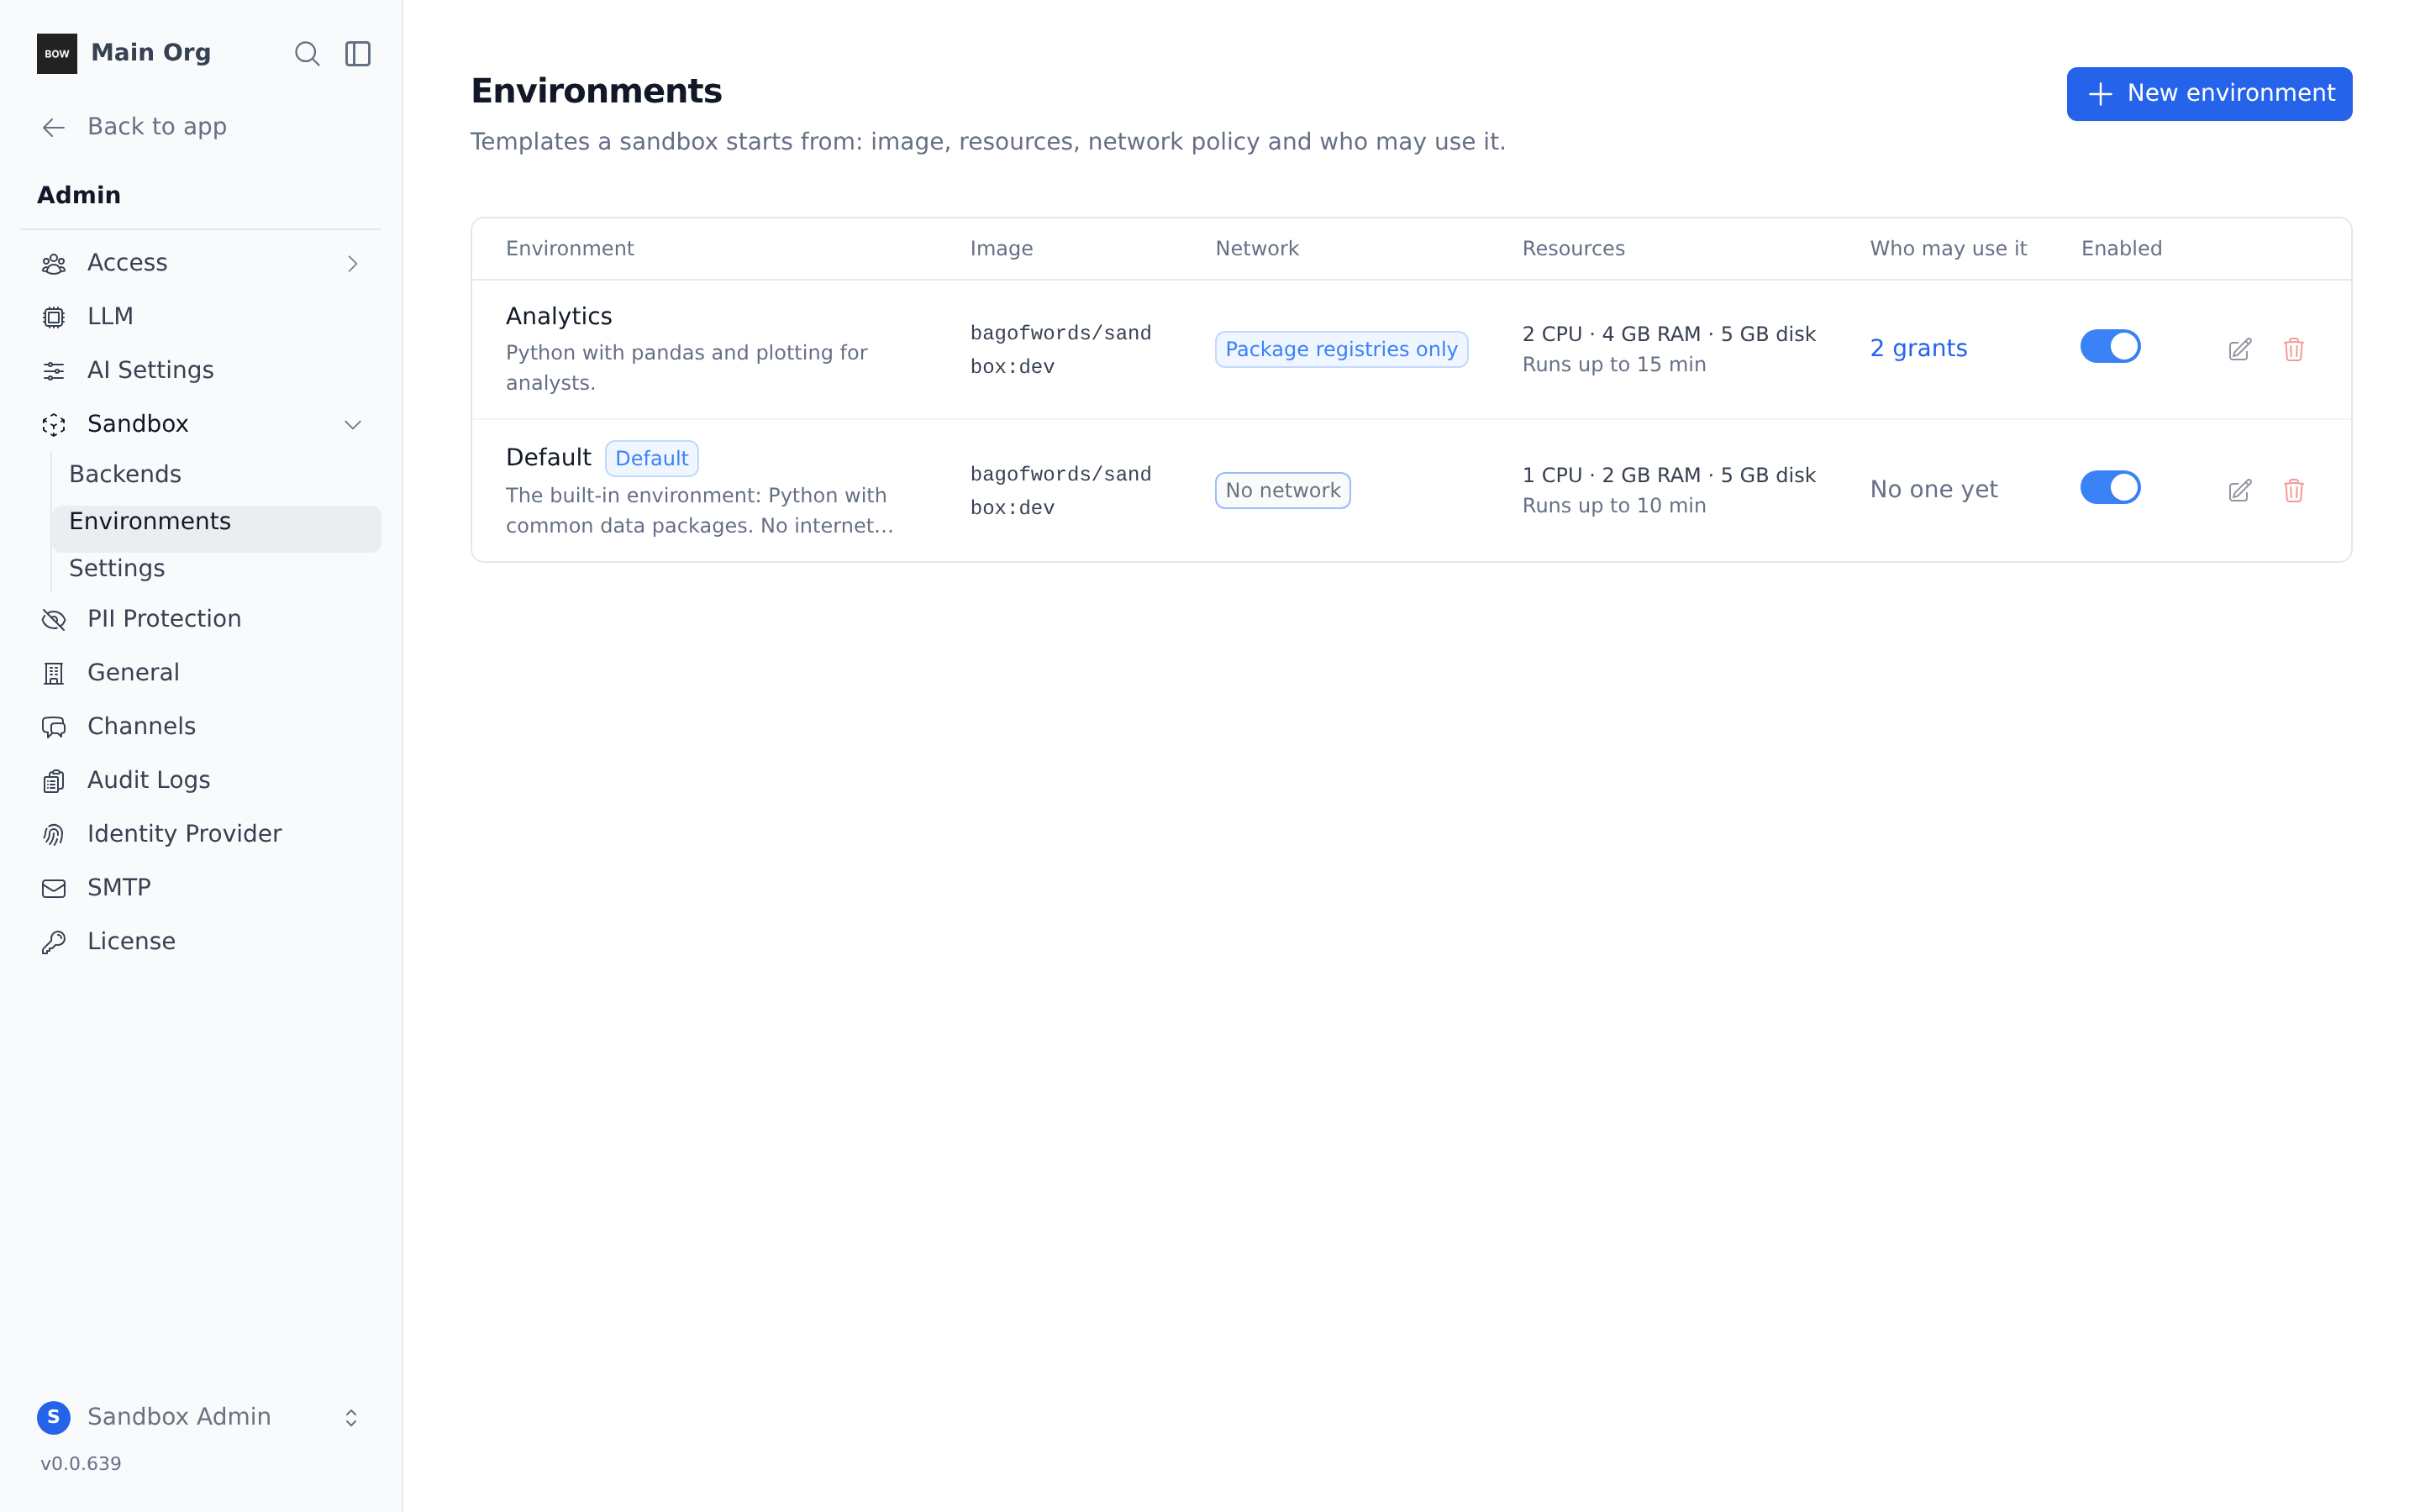 BOW
Main Org
Back to app
Admin
Access
LLM
AI Settings
Sandbox
Backends
Environments
Settings
PII Protection
General
Channels
Audit Logs
Identity Provider
SMTP
License
S
Sandbox Admin
v0.0.639
Environments
Templates a sandbox starts from: image, resources, network policy and who may use it.
New environment
Environment Image Network Resources Who may use it Enabled
Analytics
Python with pandas and plotting for
analysts.
bagofwords/sand
box:dev
Package registries only
2 CPU · 4 GB RAM · 5 GB disk
Runs up to 15 min
2 grants
Default Default
The built-in environment: Python with
common data packages. No internet…
bagofwords/sand
box:dev
No network
1 CPU · 2 GB RAM · 5 GB disk
Runs up to 10 min
No one yet